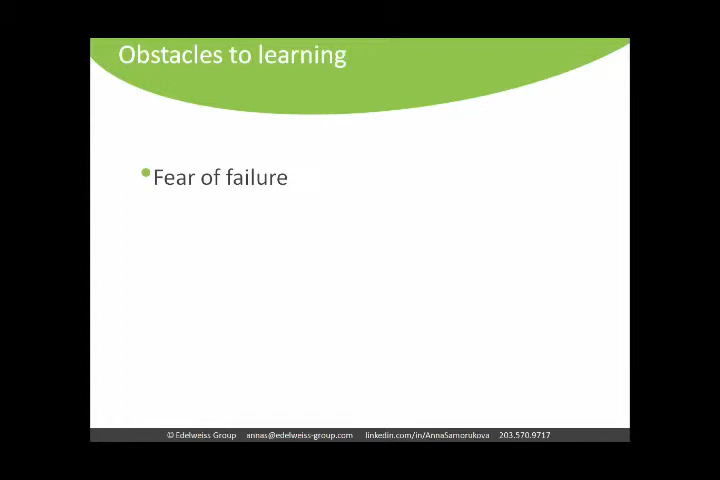 Obstacles to learning
•Fear of failure
© Edelweiss Group annas@edelweiss-group.com linkedin.com/in/AnnaSamorukova 203.570.9717